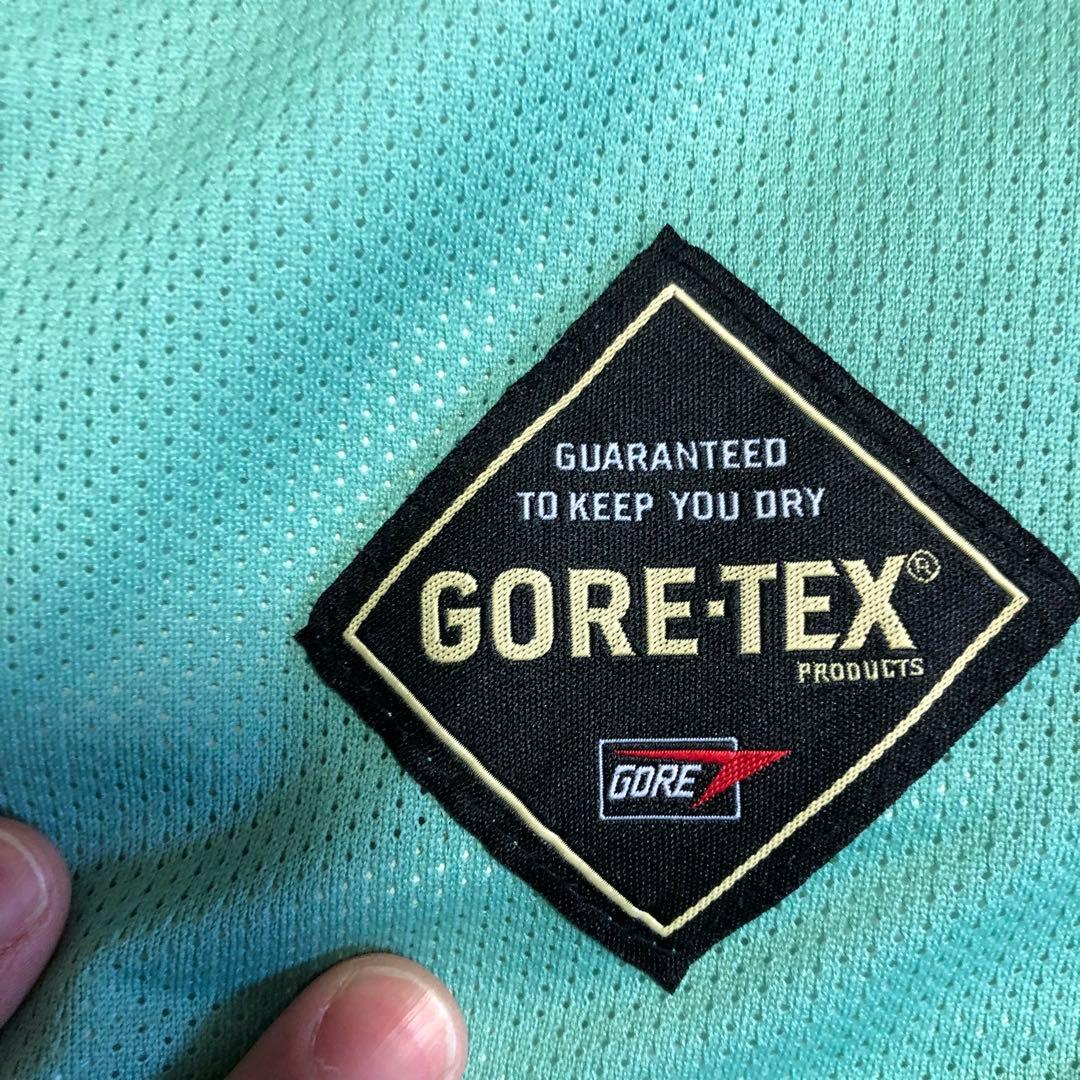 GUARANTEED
TO KEEP YOU DRY
GORE-TEX®
PRODUCTS
GORE